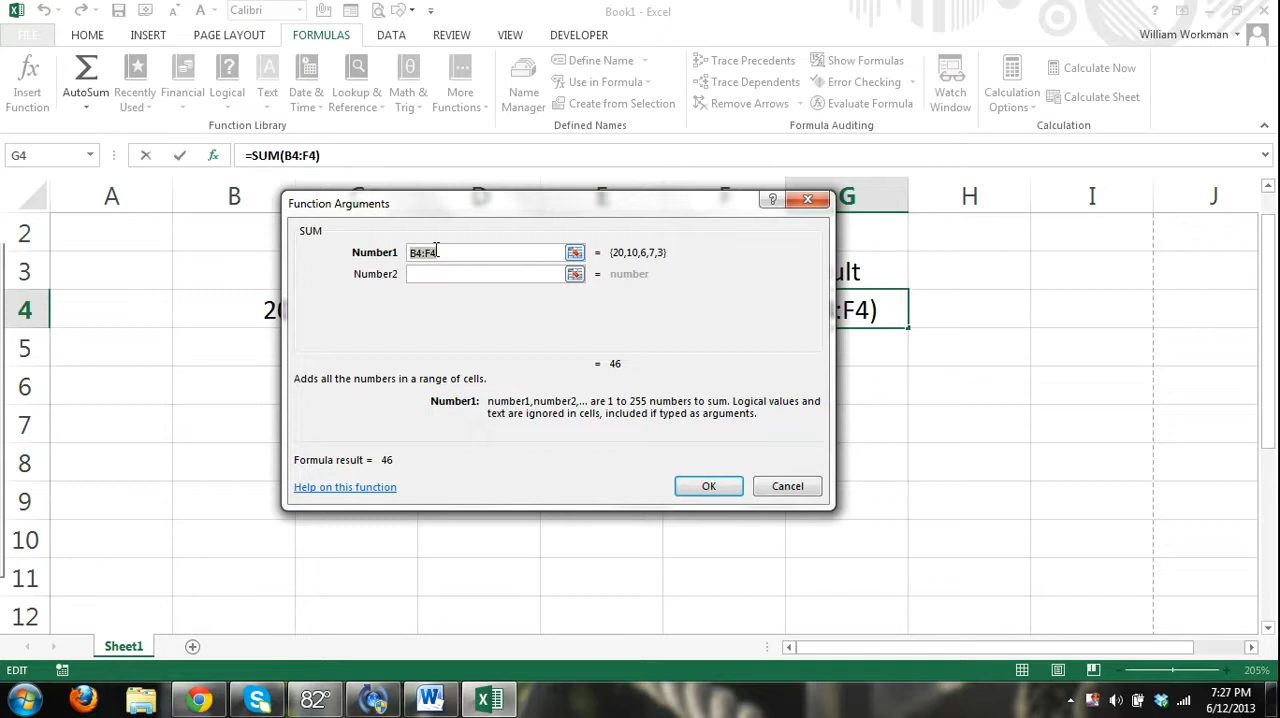 Calibri
Book1 - Excel
FILE
HOME
INSERT
PAGE LAYOUT
FORMULAS
DATA
REVIEW
VIEW
DEVELOPER
William Workman
Insert Function
AutoSum
Recently Used
Financial
Logical
Text
Date & Time
Lookup & Reference
Math & Trig
More Functions
Function Library
Name Manager
Define Name
Use in Formula
Create from Selection
Defined Names
Trace Precedents
Trace Dependents
Remove Arrows
Show Formulas
Error Checking
Evaluate Formula
Formula Auditing
Watch Window
Calculation Options
Calculate Now
Calculate Sheet
Calculation
G4
=SUM(B4:F4)
A B C D E F G H I J
2
3
4
5
6
7
8
9
10
11
12
ult
20
:F4)
Function Arguments
SUM
Number1 B4:F4 = {20,10,6,7,3}
Number2 = number
= 46
Adds all the numbers in a range of cells.
Number1: number1,number2,... are 1 to 255 numbers to sum. Logical values and
text are ignored in cells, included if typed as arguments.
Formula result = 46
Help on this function
OK
Cancel
Sheet1
EDIT
205%
82°
7:27 PM
6/12/2013